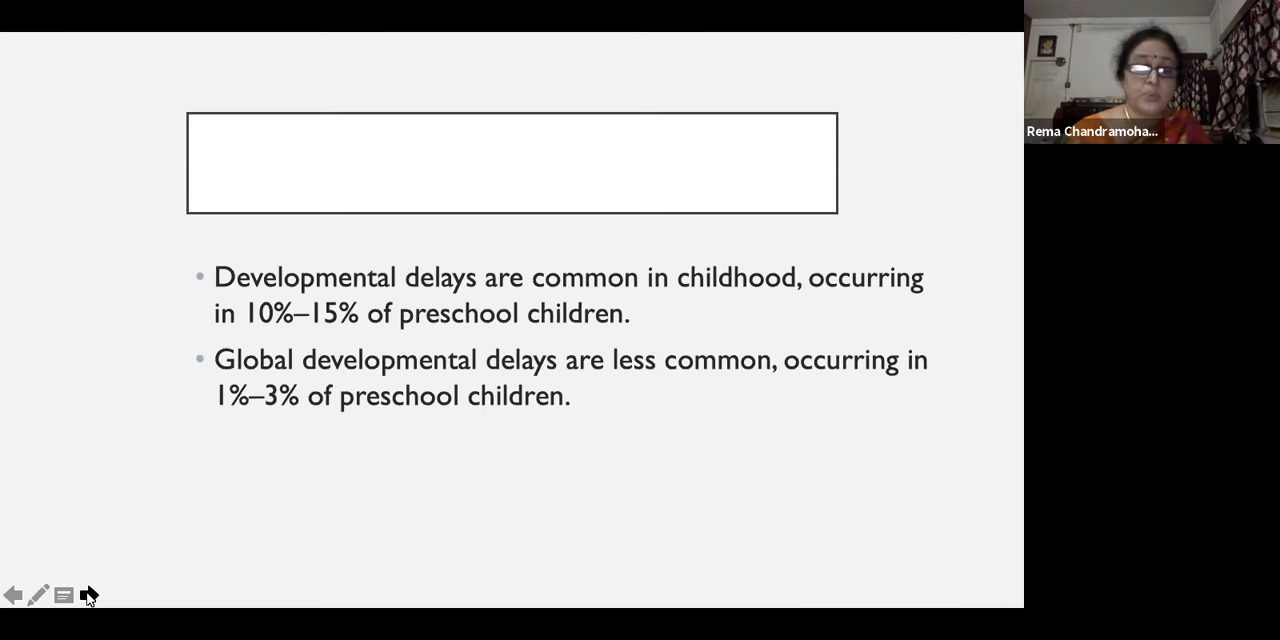 • Developmental delays are common in childhood, occurring
in 10%–15% of preschool children.
• Global developmental delays are less common, occurring in
1%–3% of preschool children.
Rema Chandramoha...